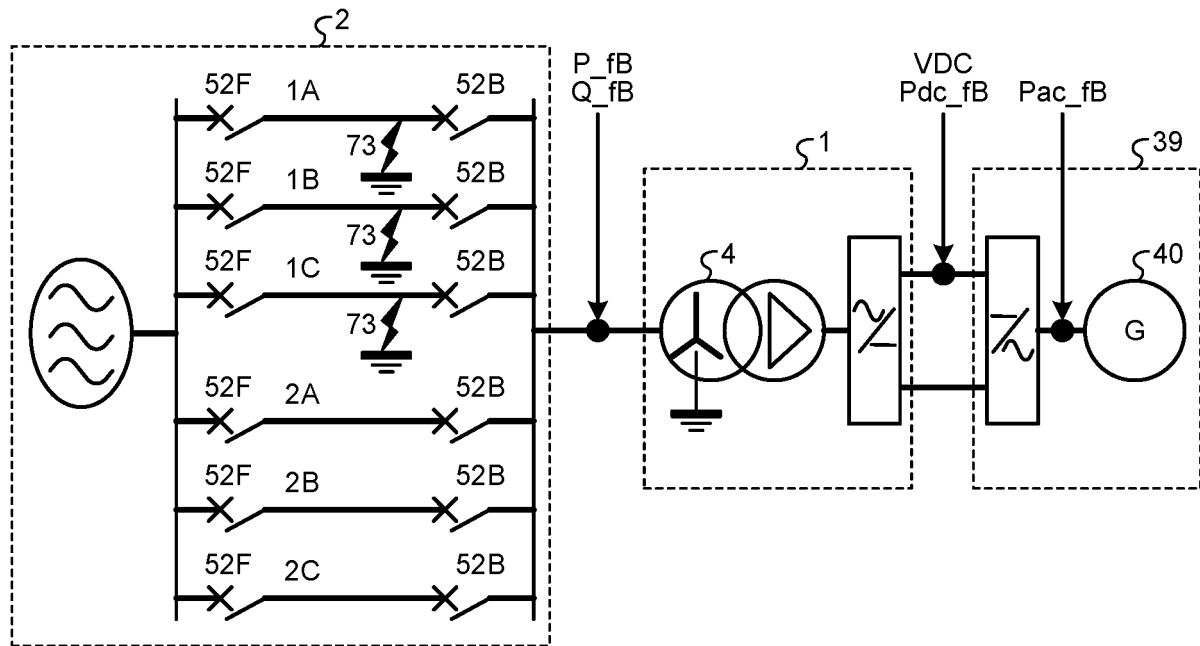 2
52F 1A 52B
73
52F 1B 52B
73
52F 1C 52B
73
52F 2A 52B
52F 2B 52B
52F 2C 52B
P_fB
Q_fB
1
4
VDC
Pdc_fB
Pac_fB
39
40
G